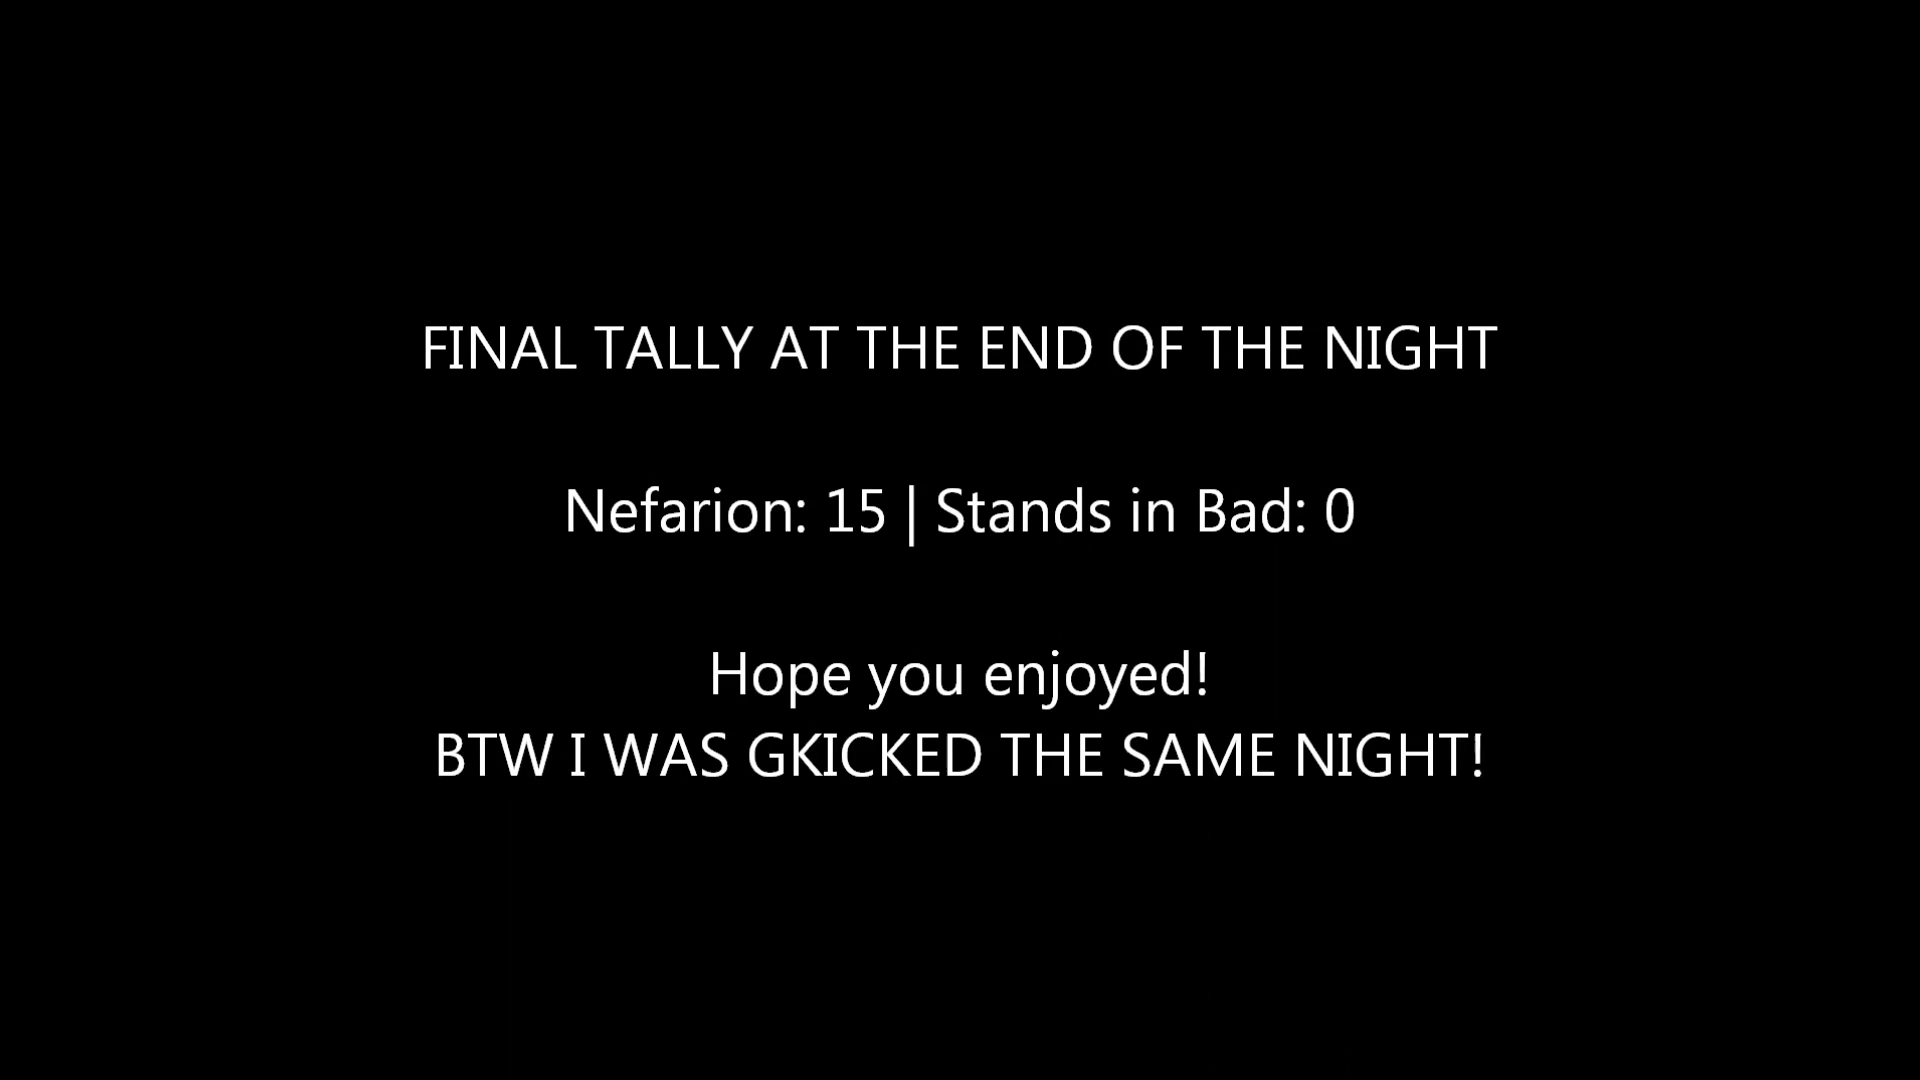 FINAL TALLY AT THE END OF THE NIGHT
Nefarion: 15 | Stands in Bad: 0
Hope you enjoyed!
BTW I WAS GKICKED THE SAME NIGHT!